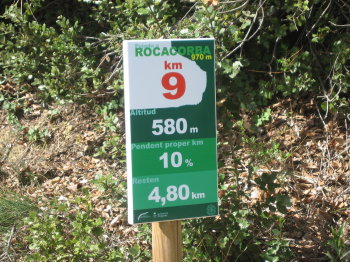 ROCACORBA
970 m
km
9
Altitud
580 m
Pendent proper km
10 %
Resten
4,80 km